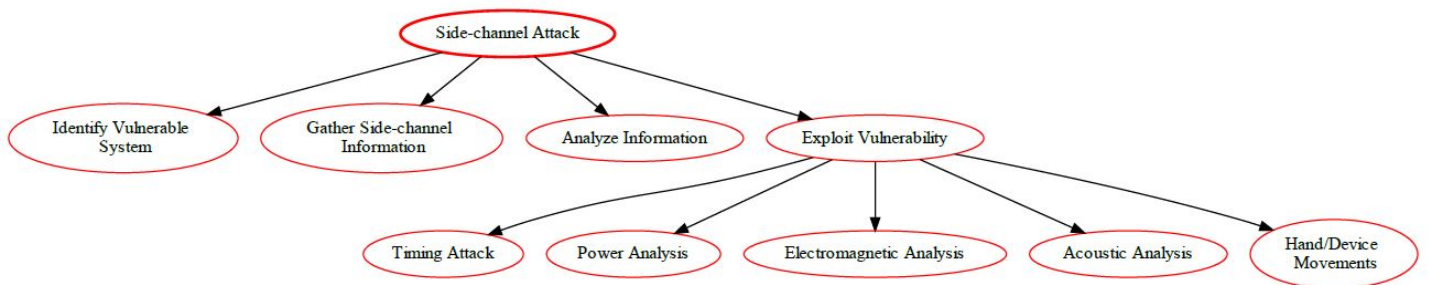 Side-channel Attack
Identify Vulnerable
System
Gather Side-channel
Information
Analyze Information
Exploit Vulnerability
Timing Attack
Power Analysis
Electromagnetic Analysis
Acoustic Analysis
Hand/Device
Movements